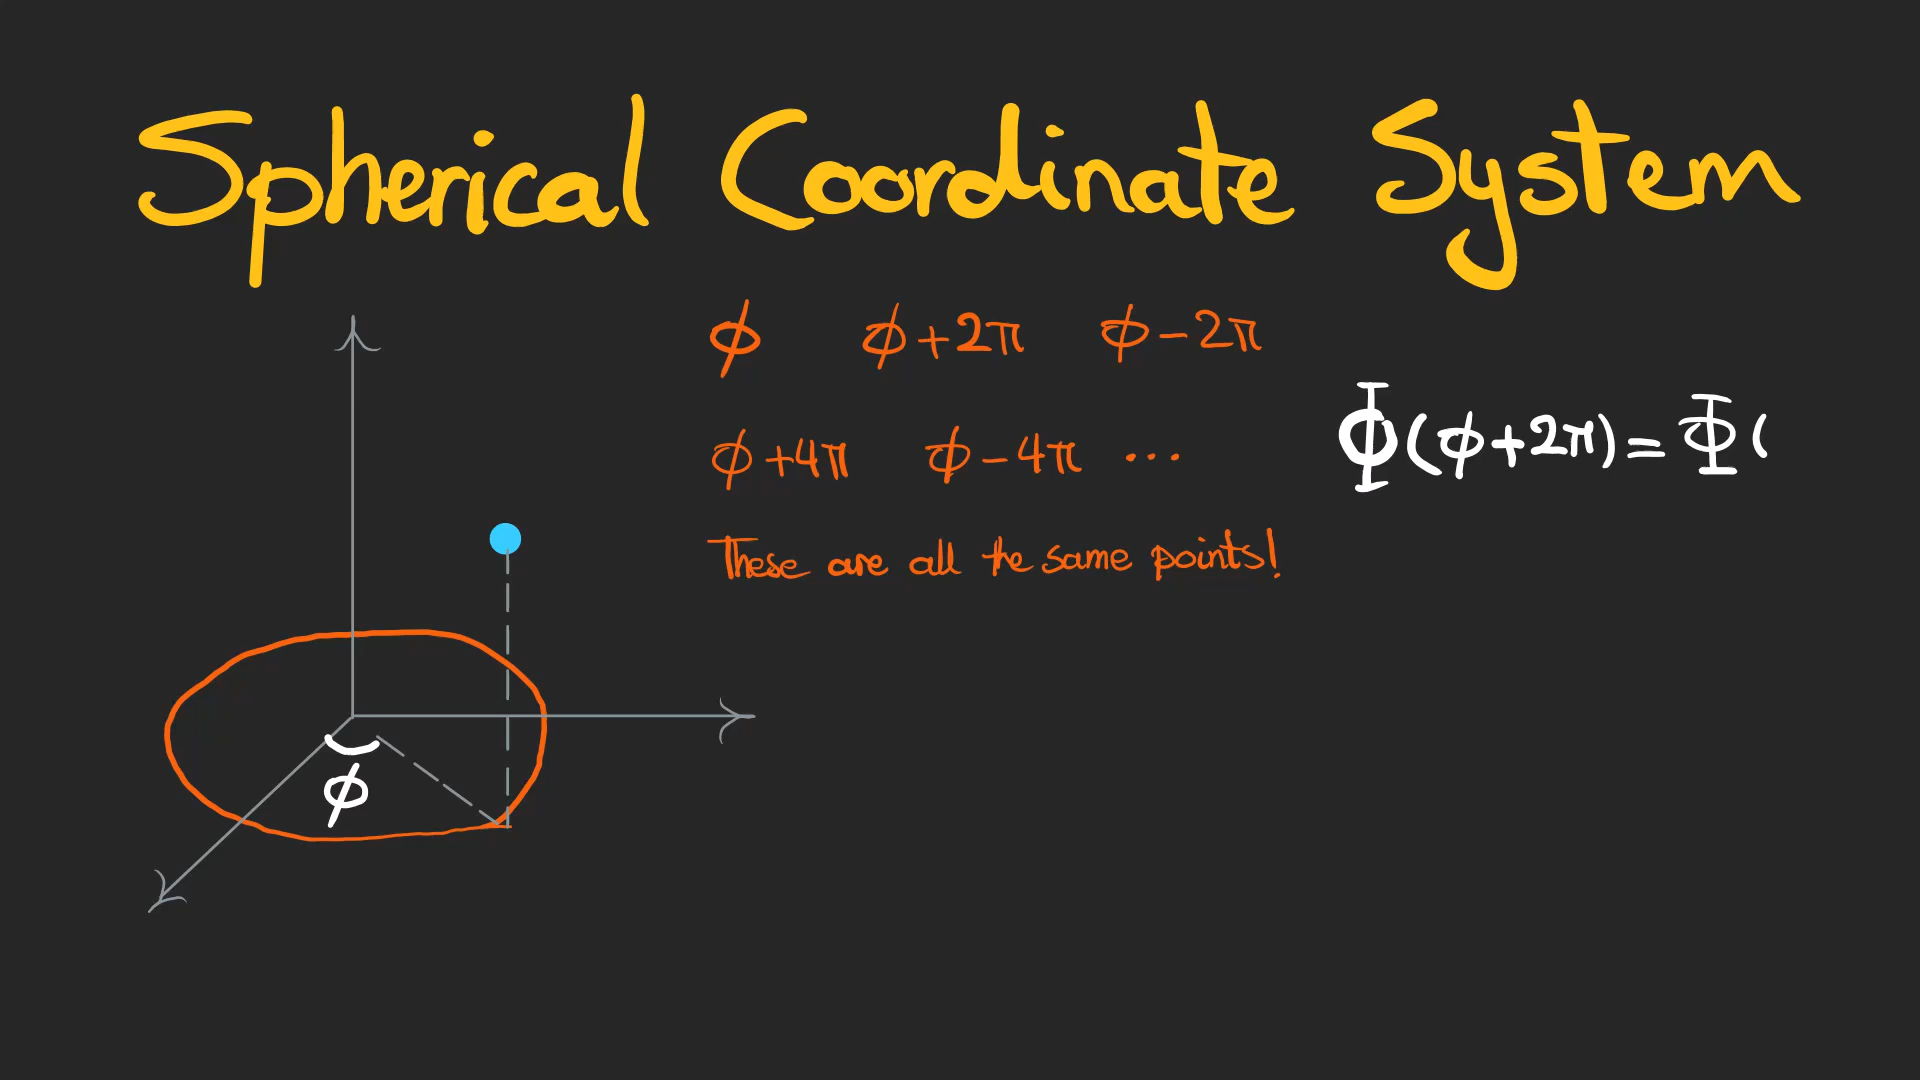 Spherical Coordinate System
ϕ ϕ+2π ϕ-2π
Φ(ϕ+2π)=Φ(
ϕ+4π ϕ-4π ...
These are all the same points!
ϕ